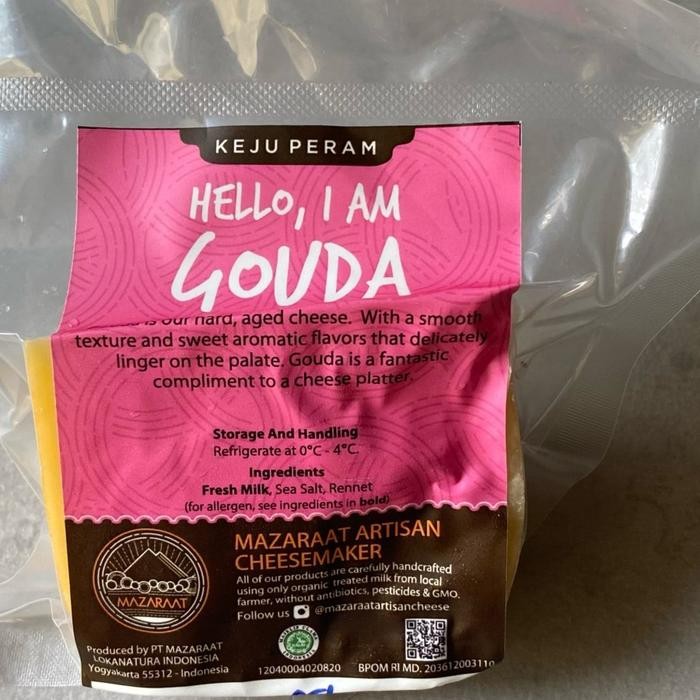 KEJU PERAM
HELLO, I AM
GOUDA
is our hard, aged cheese. With a smooth
texture and sweet aromatic flavors that delicately
linger on the palate. Gouda is a fantastic
compliment to a cheese platter.
Storage And Handling
Refrigerate at 0°C - 4°C.
Ingredients
Fresh Milk, Sea Salt, Rennet
(for allergen, see ingredients in bold)
MAZARAAT ARTISAN
CHEESEMAKER
All of our products are carefully handcrafted
using only organic treated milk from local
farmer, without antibiotics, pesticides & GMO.
Follow us @mazaraatartisancheese
MAZARAAT
Produced by PT MAZARAAT
LOKANATURA INDONESIA
Yogyakarta 55312 - Indonesia
12040004020820
BPOM RI MD. 203612003110